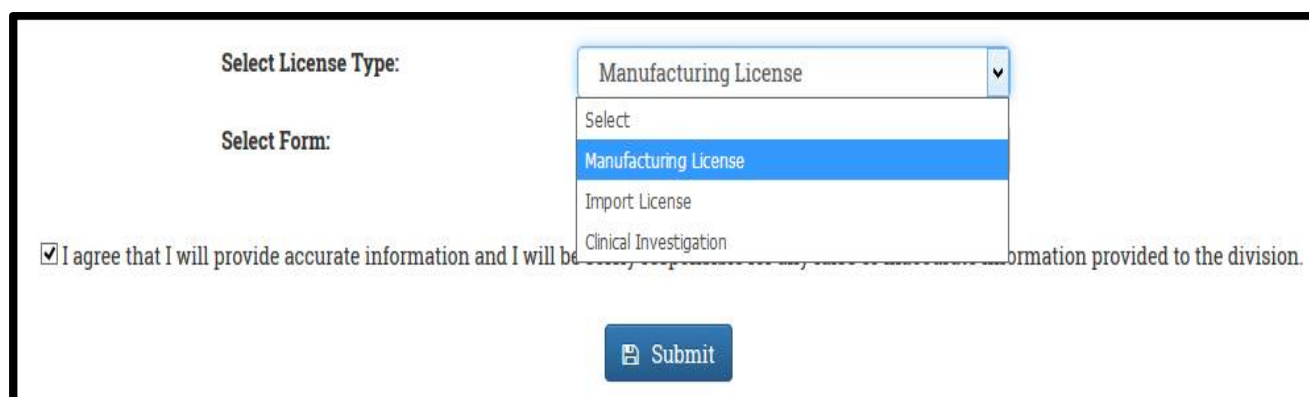 Select License Type:
Manufacturing License
Select
Select Form:
Manufacturing License
Import License
Clinical Investigation
I agree that I will provide accurate information and I will be information provided to the division.
Submit